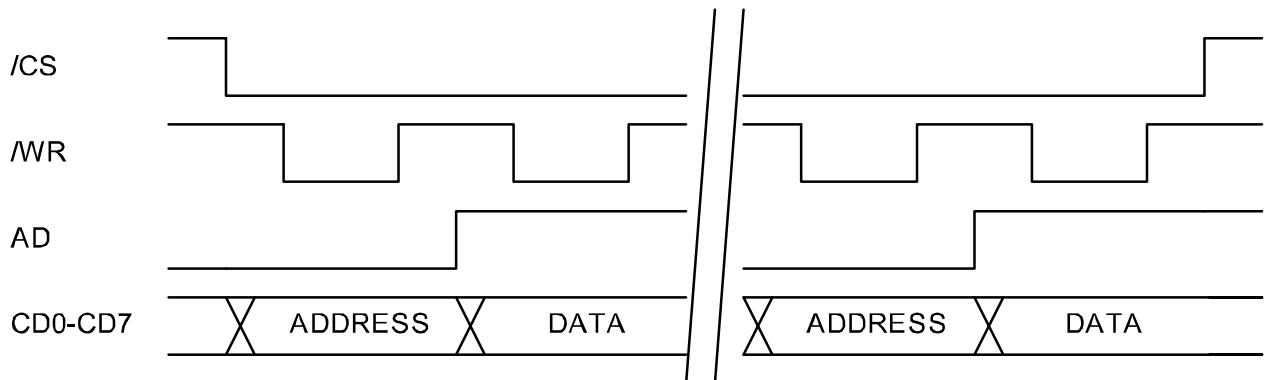 /CS
/WR
AD
CD0-CD7 ADDRESS DATA ADDRESS DATA